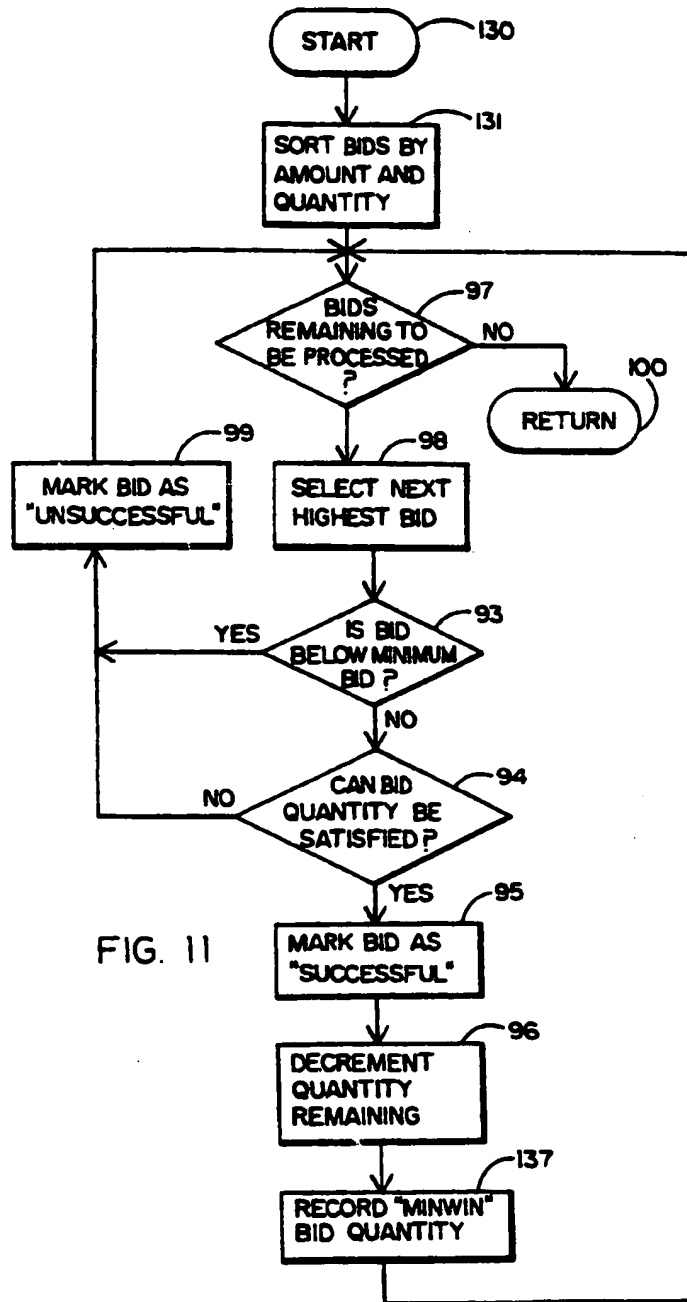 START
130
131
SORT BIDS BY
AMOUNT AND
QUANTITY
97
BIDS
REMAINING TO
BE PROCESSED
?
NO
RETURN
100
99
MARK BID AS
"UNSUCCESSFUL"
98
SELECT NEXT
HIGHEST BID
93
YES
IS BID
BELOW MINIMUM
BID ?
NO
94
NO
CAN BID
QUANTITY BE
SATISFIED ?
YES
95
FIG. 11
MARK BID AS
"SUCCESSFUL"
96
DECREMENT
QUANTITY
REMAINING
137
RECORD "MINWIN"
BID QUANTITY